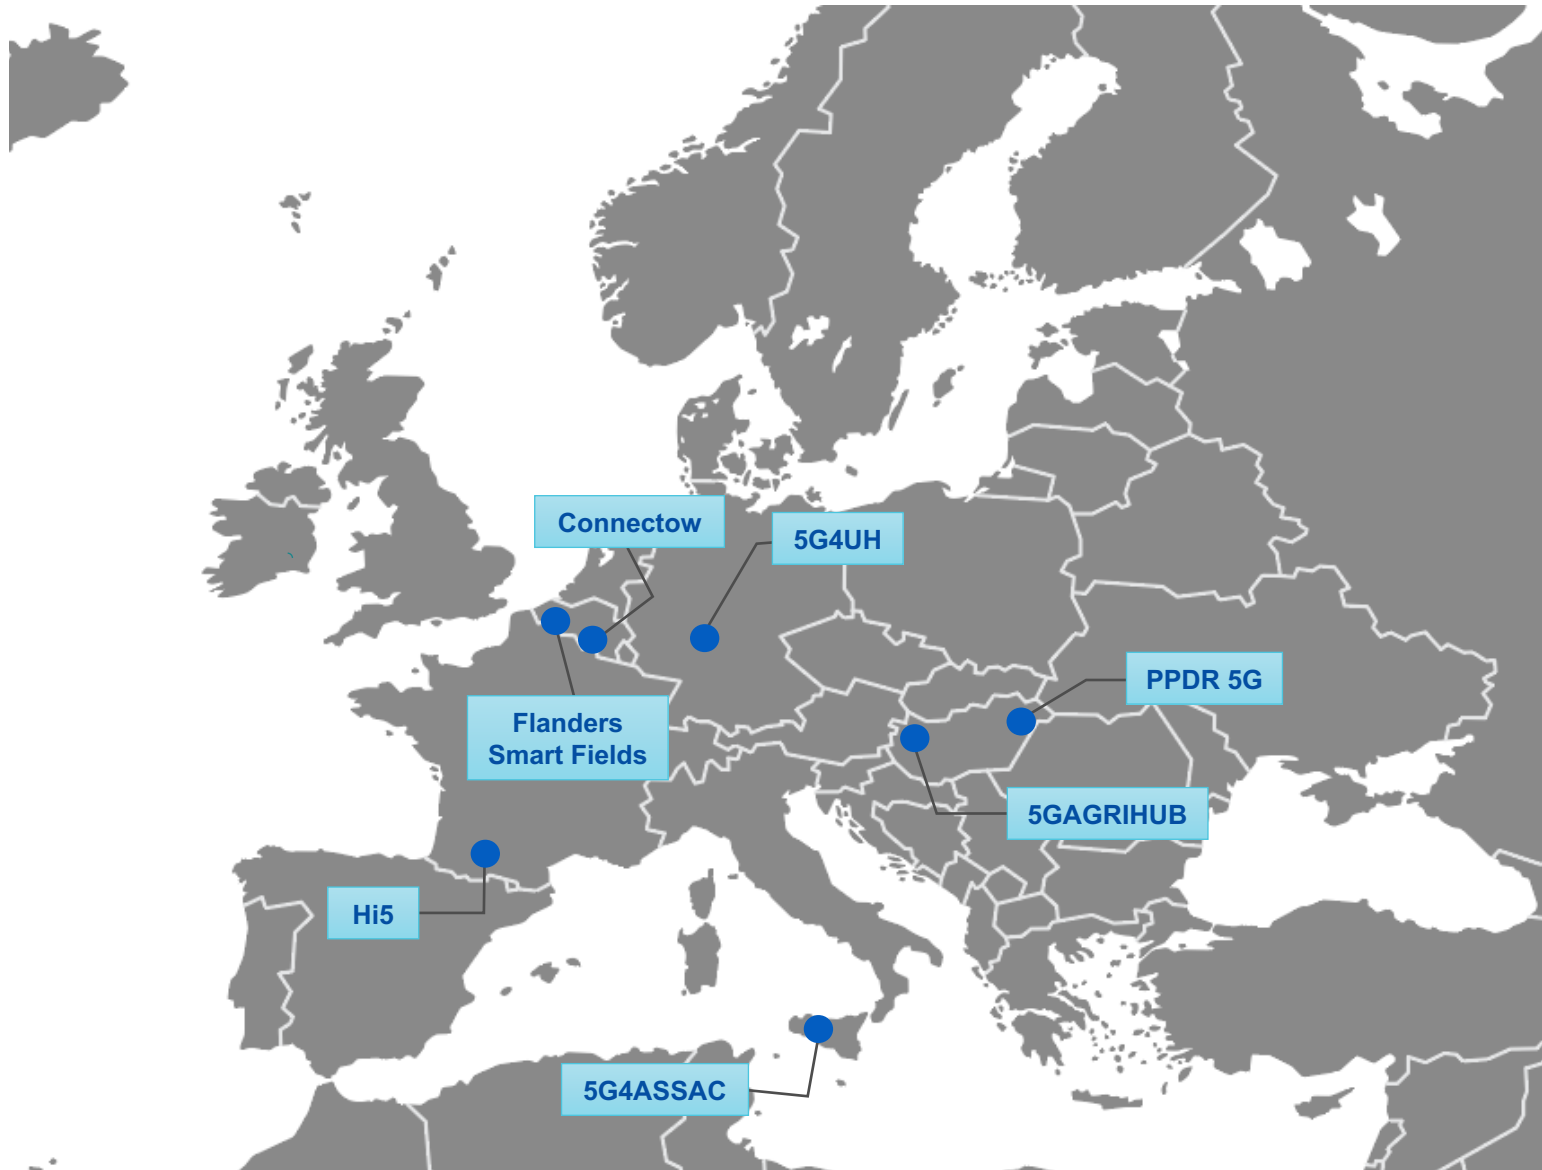 Connectow
5G4UH
Flanders
Smart Fields
PPDR 5G
5GAGRIHUB
Hi5
5G4ASSAC